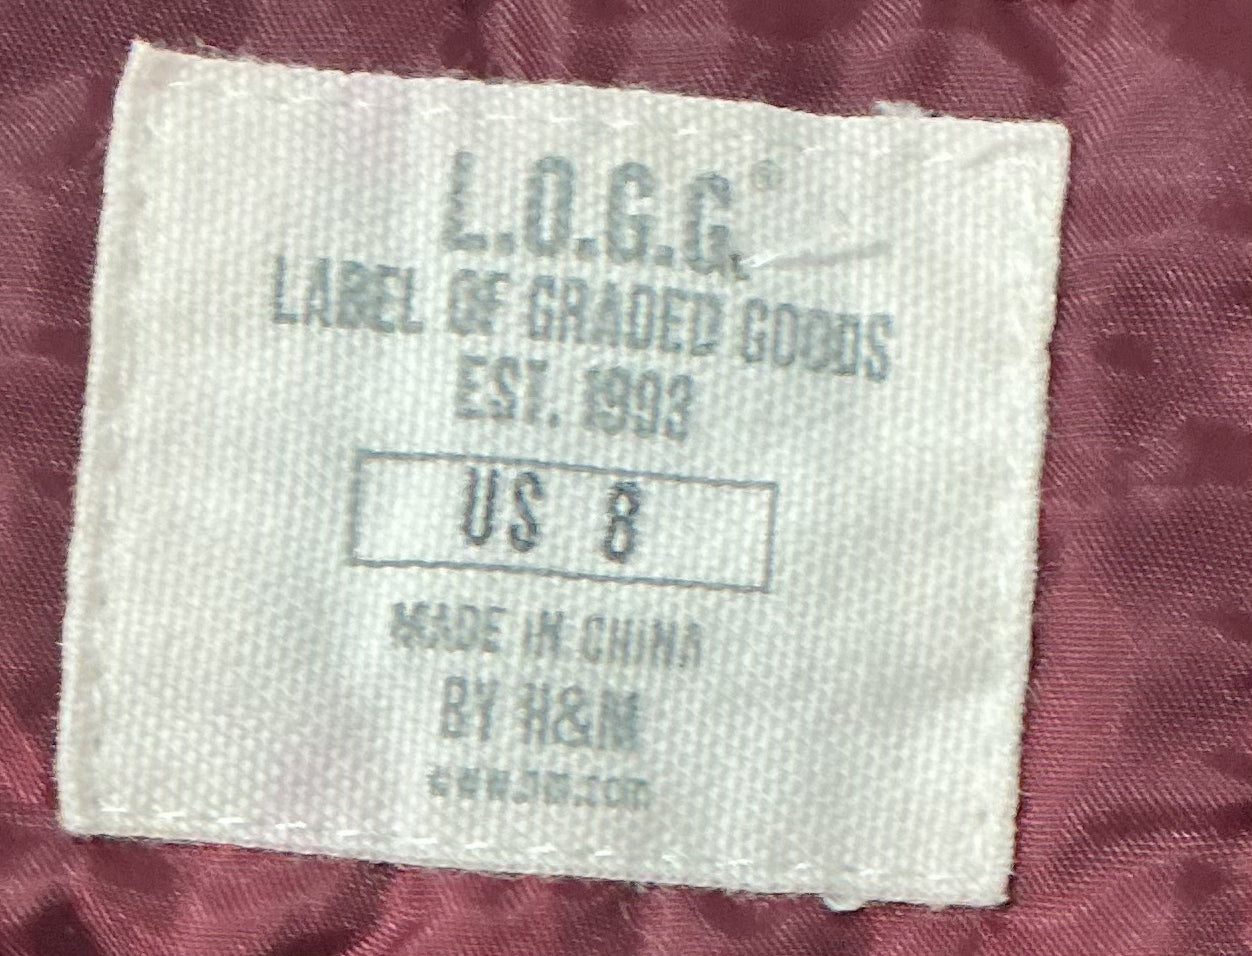 L.O.G.G.®
LABEL OF GRADED GOODS
EST. 1993
US 8
MADE IN CHINA
BY H&M